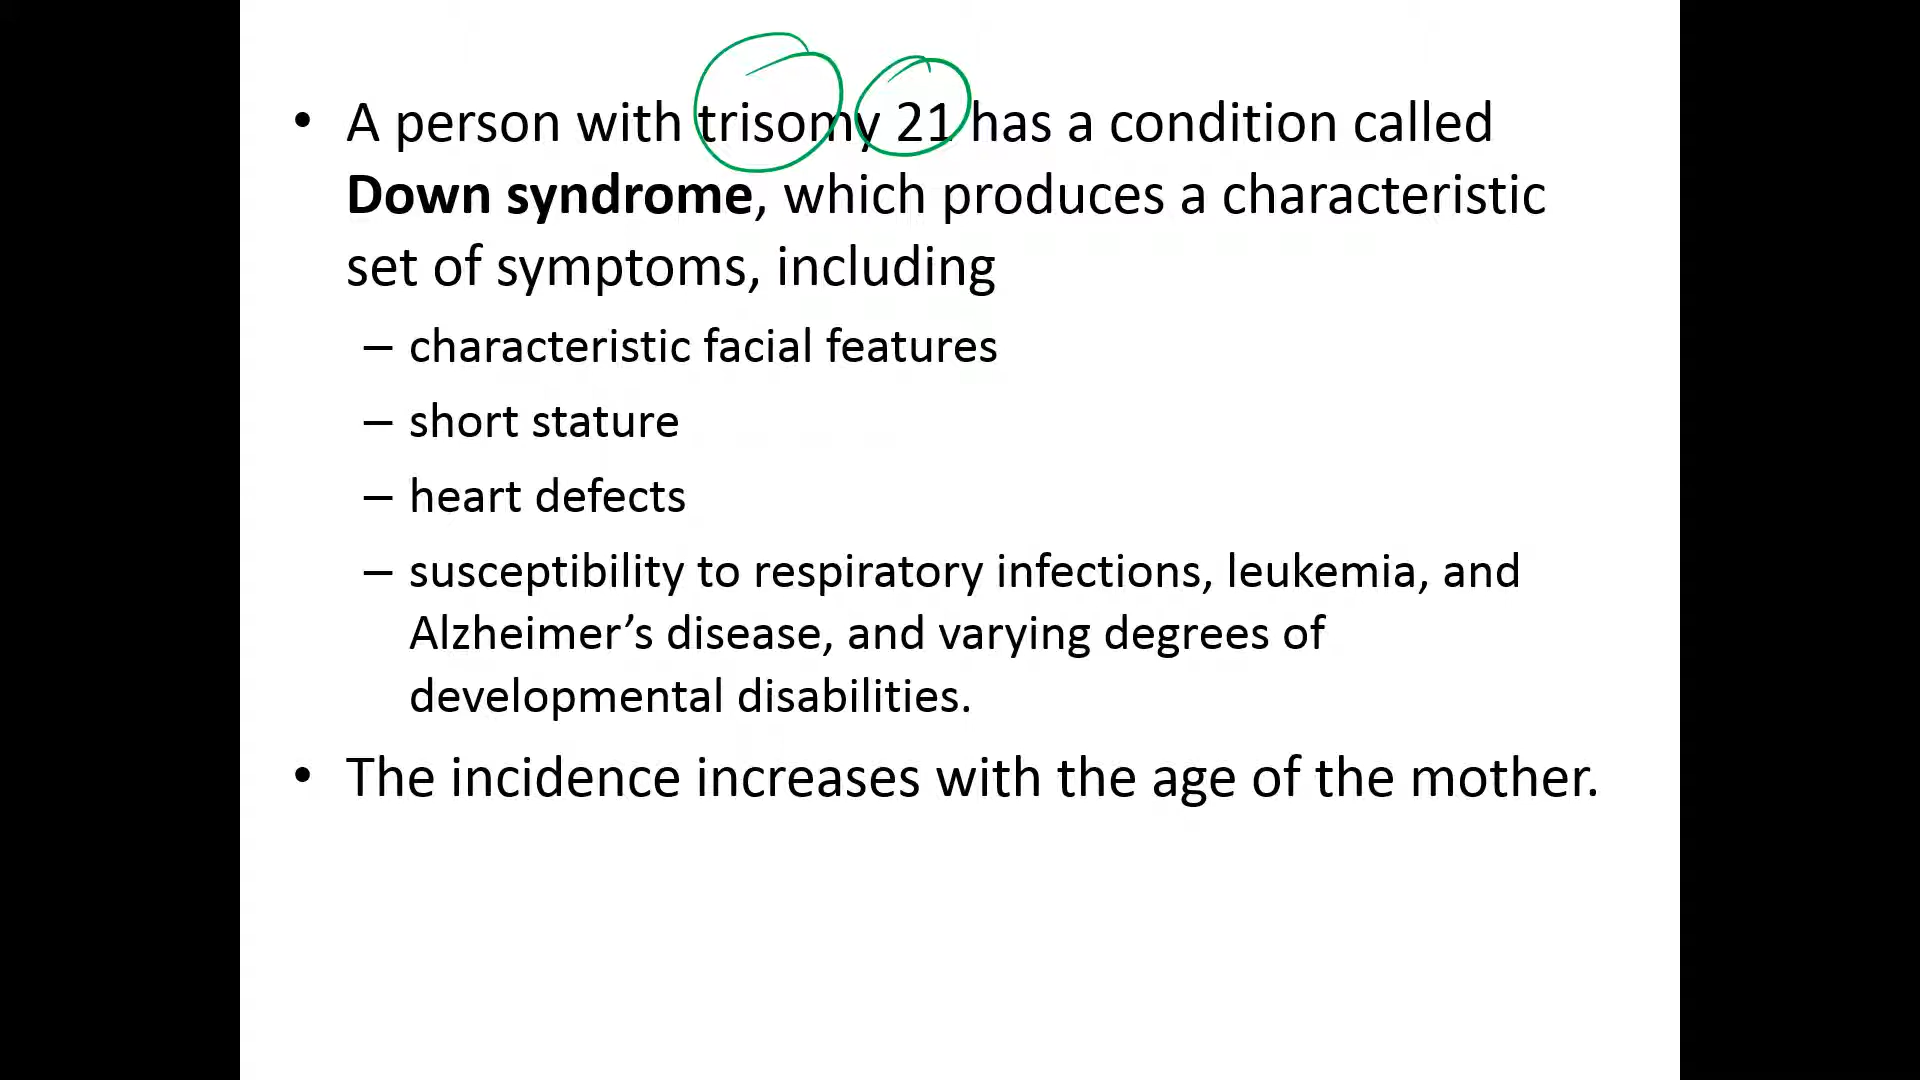 • A person with trisomy 21 has a condition called
Down syndrome, which produces a characteristic
set of symptoms, including
– characteristic facial features
– short stature
– heart defects
– susceptibility to respiratory infections, leukemia, and
Alzheimer’s disease, and varying degrees of
developmental disabilities.
• The incidence increases with the age of the mother.